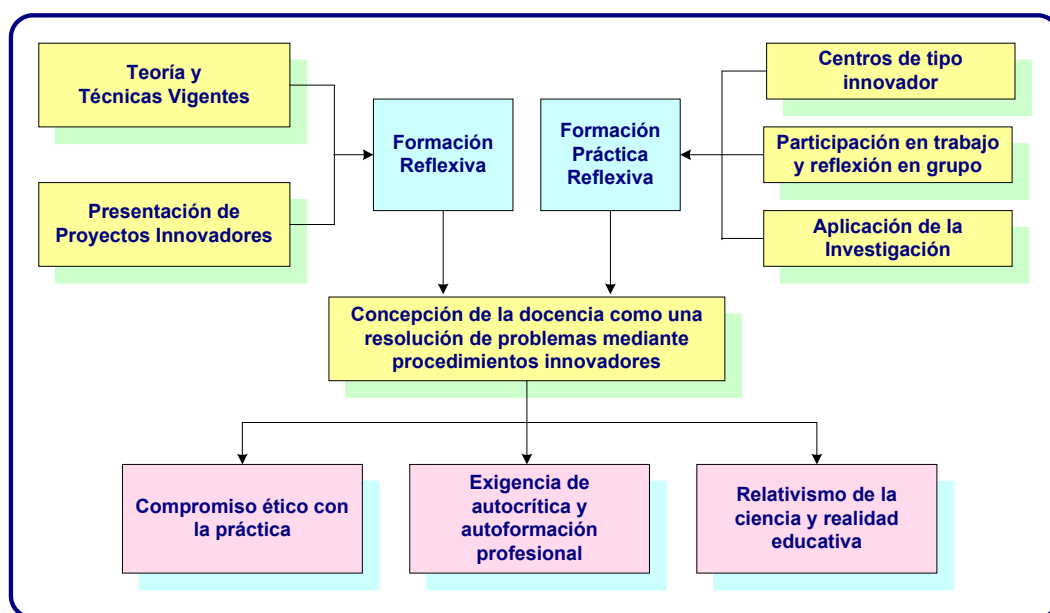 Teoría y
Técnicas Vigentes
Presentación de
Proyectos Innovadores
Formación
Reflexiva
Formación
Práctica
Reflexiva
Centros de tipo
innovador
Participación en trabajo
y reflexión en grupo
Aplicación de la
Investigación
Concepción de la docencia como una
resolución de problemas mediante
procedimientos innovadores
Compromiso ético con
la práctica
Exigencia de
autocrítica y
autoformación
profesional
Relativismo de la
ciencia y realidad
educativa